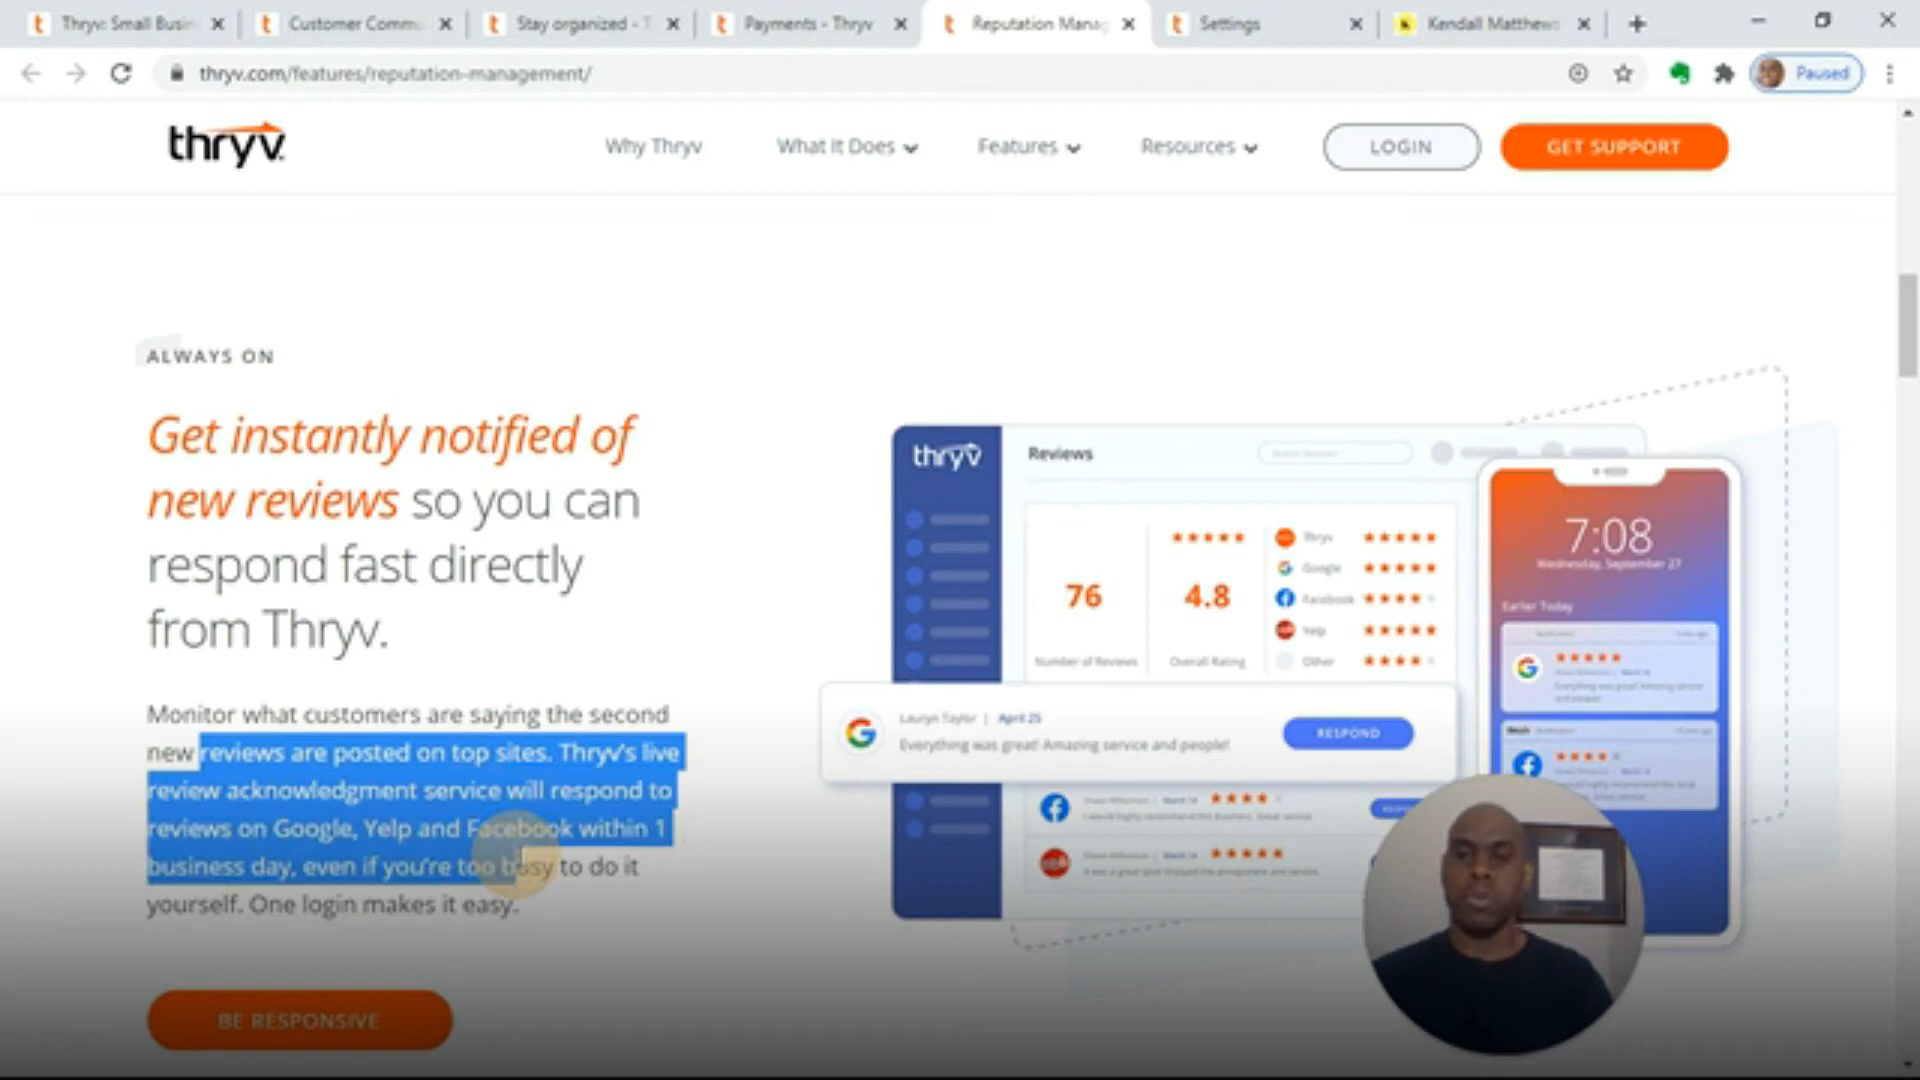 Thryv: Small Busin
Customer Commu
Stay organized - T
Payments - Thryv
Reputation Manag
Settings
Kendall Matthews
thryv.com/features/reputation-management/
Paused
thryv
Why Thryv
What It Does
Features
Resources
LOGIN
GET SUPPORT
ALWAYS ON
Get instantly notified of
new reviews so you can
respond fast directly
from Thryv.
Monitor what customers are saying the second
new reviews are posted on top sites. Thryv's live
review acknowledgment service will respond to
reviews on Google, Yelp and Facebook within 1
business day, even if you're too busy to do it
yourself. One login makes it easy.
BE RESPONSIVE
thryv
Reviews
76
Number of Reviews
4.8
Overall Rating
Thryv
Google
Facebook
Yelp
Other
Lauryn Taylor | April 25
Everything was great! Amazing service and people!
RESPOND
7:08
Wednesday, September 27
Earlier Today